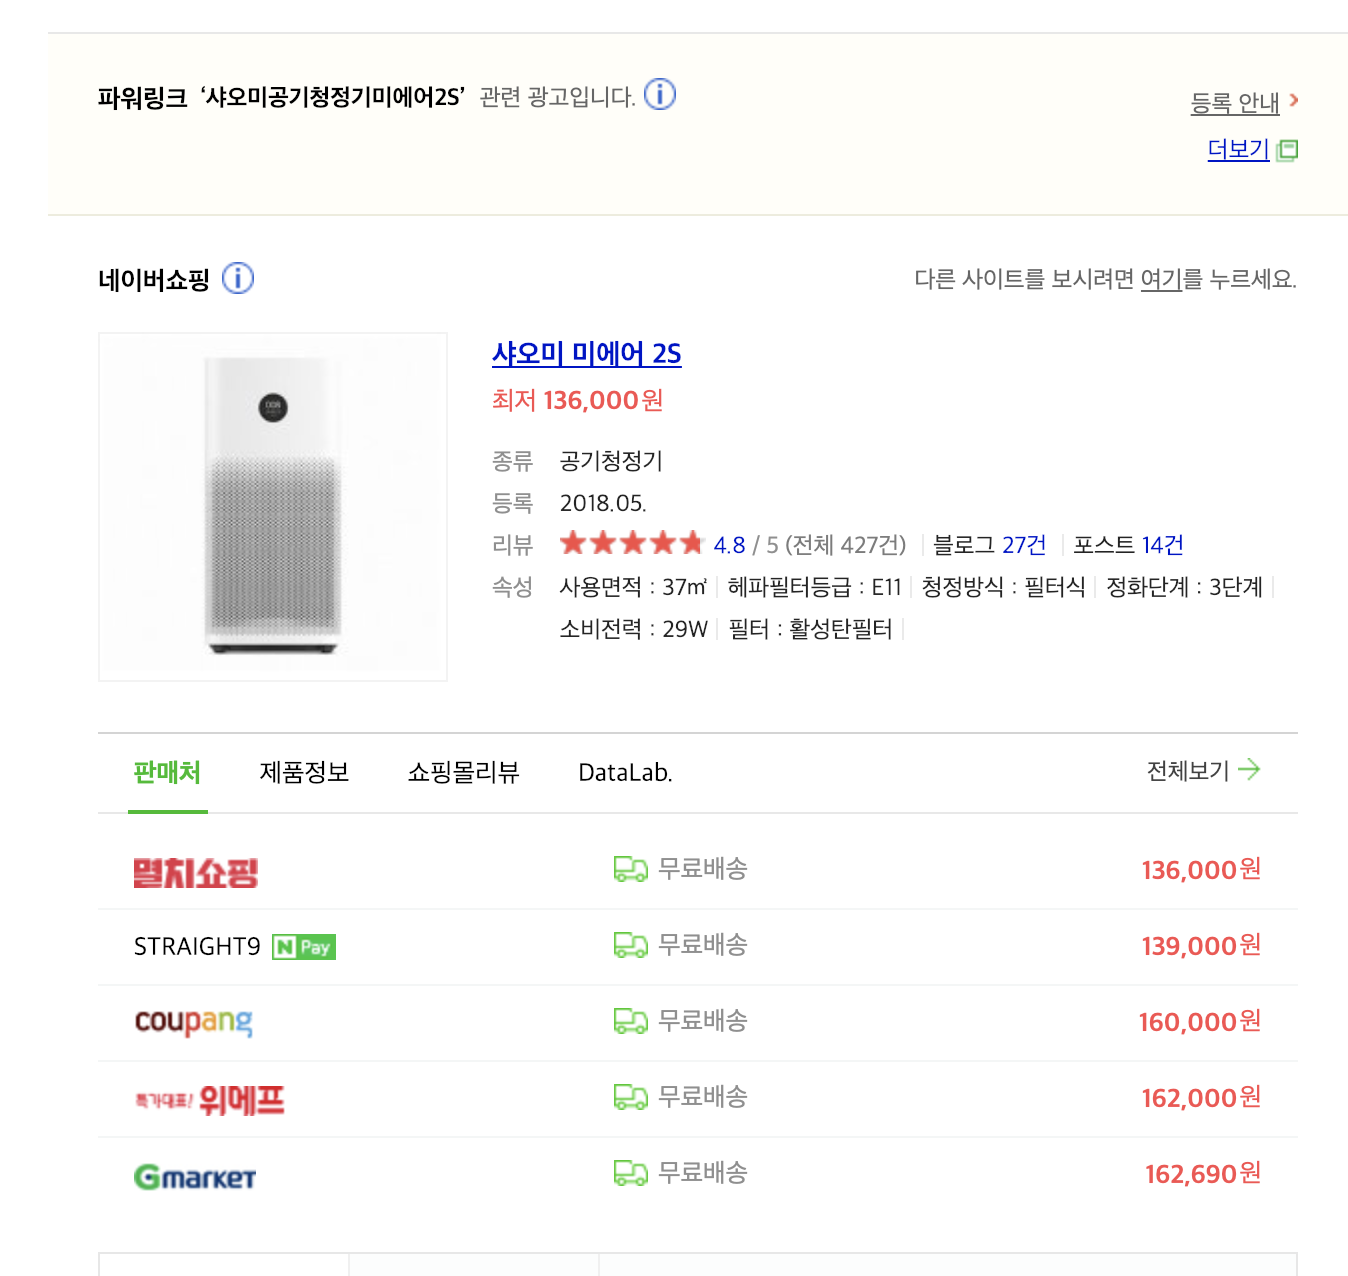 파워링크 ‘샤오미공기청정기미에어2S’ 관련 광고입니다.
등록 안내
더보기
네이버쇼핑
다른 사이트를 보시려면 여기를 누르세요.
샤오미 미에어 2S
최저 136,000원
종류 공기청정기
등록 2018.05.
리뷰 4.8 / 5 (전체 427건) 블로그 27건 포스트 14건
속성 사용면적 : 37㎡ 헤파필터등급 : E11 청정방식 : 필터식 정화단계 : 3단계
소비전력 : 29W 필터 : 활성탄필터
판매처 제품정보 쇼핑몰리뷰 DataLab. 전체보기
멸치쇼핑 무료배송 136,000원
STRAIGHT9 N Pay 무료배송 139,000원
coupang 무료배송 160,000원
특가대표! 위메프 무료배송 162,000원
Gmarket 무료배송 162,690원